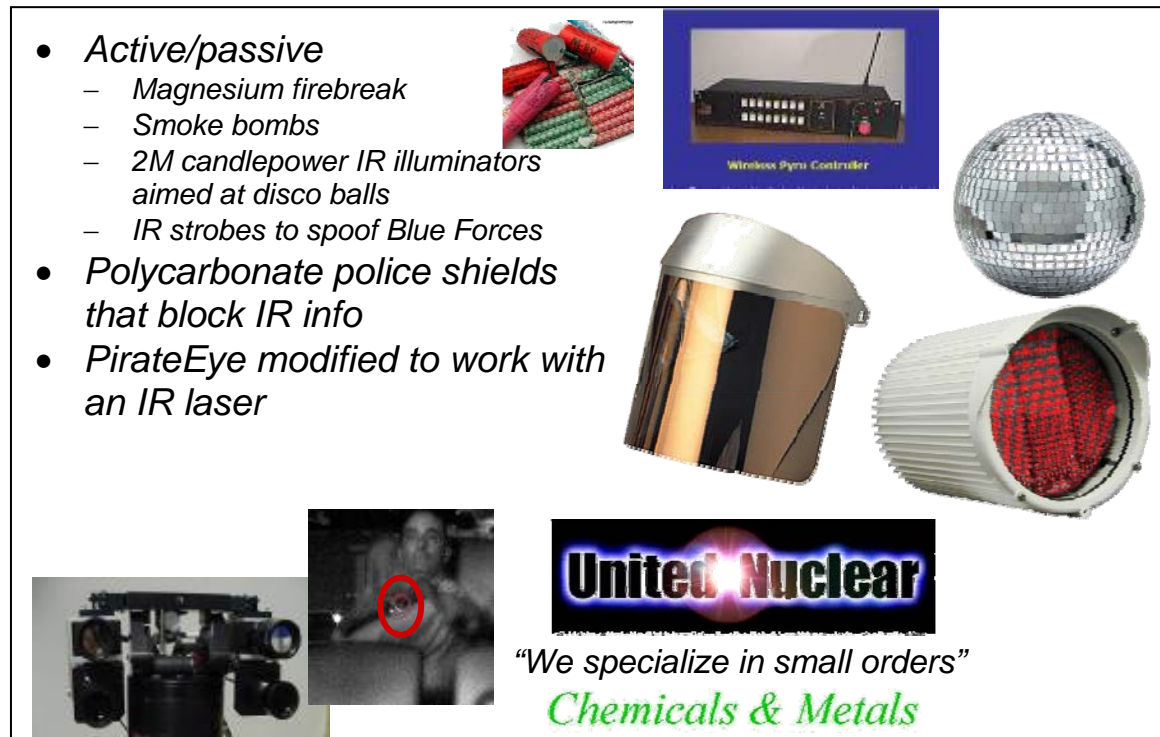 • Active/passive
– Magnesium firebreak
– Smoke bombs
– 2M candlepower IR illuminators
aimed at disco balls
– IR strobes to spoof Blue Forces
• Polycarbonate police shields
that block IR info
• PirateEye modified to work with
an IR laser
Wireless Pyro Controller
United Nuclear
“We specialize in small orders”
Chemicals & Metals